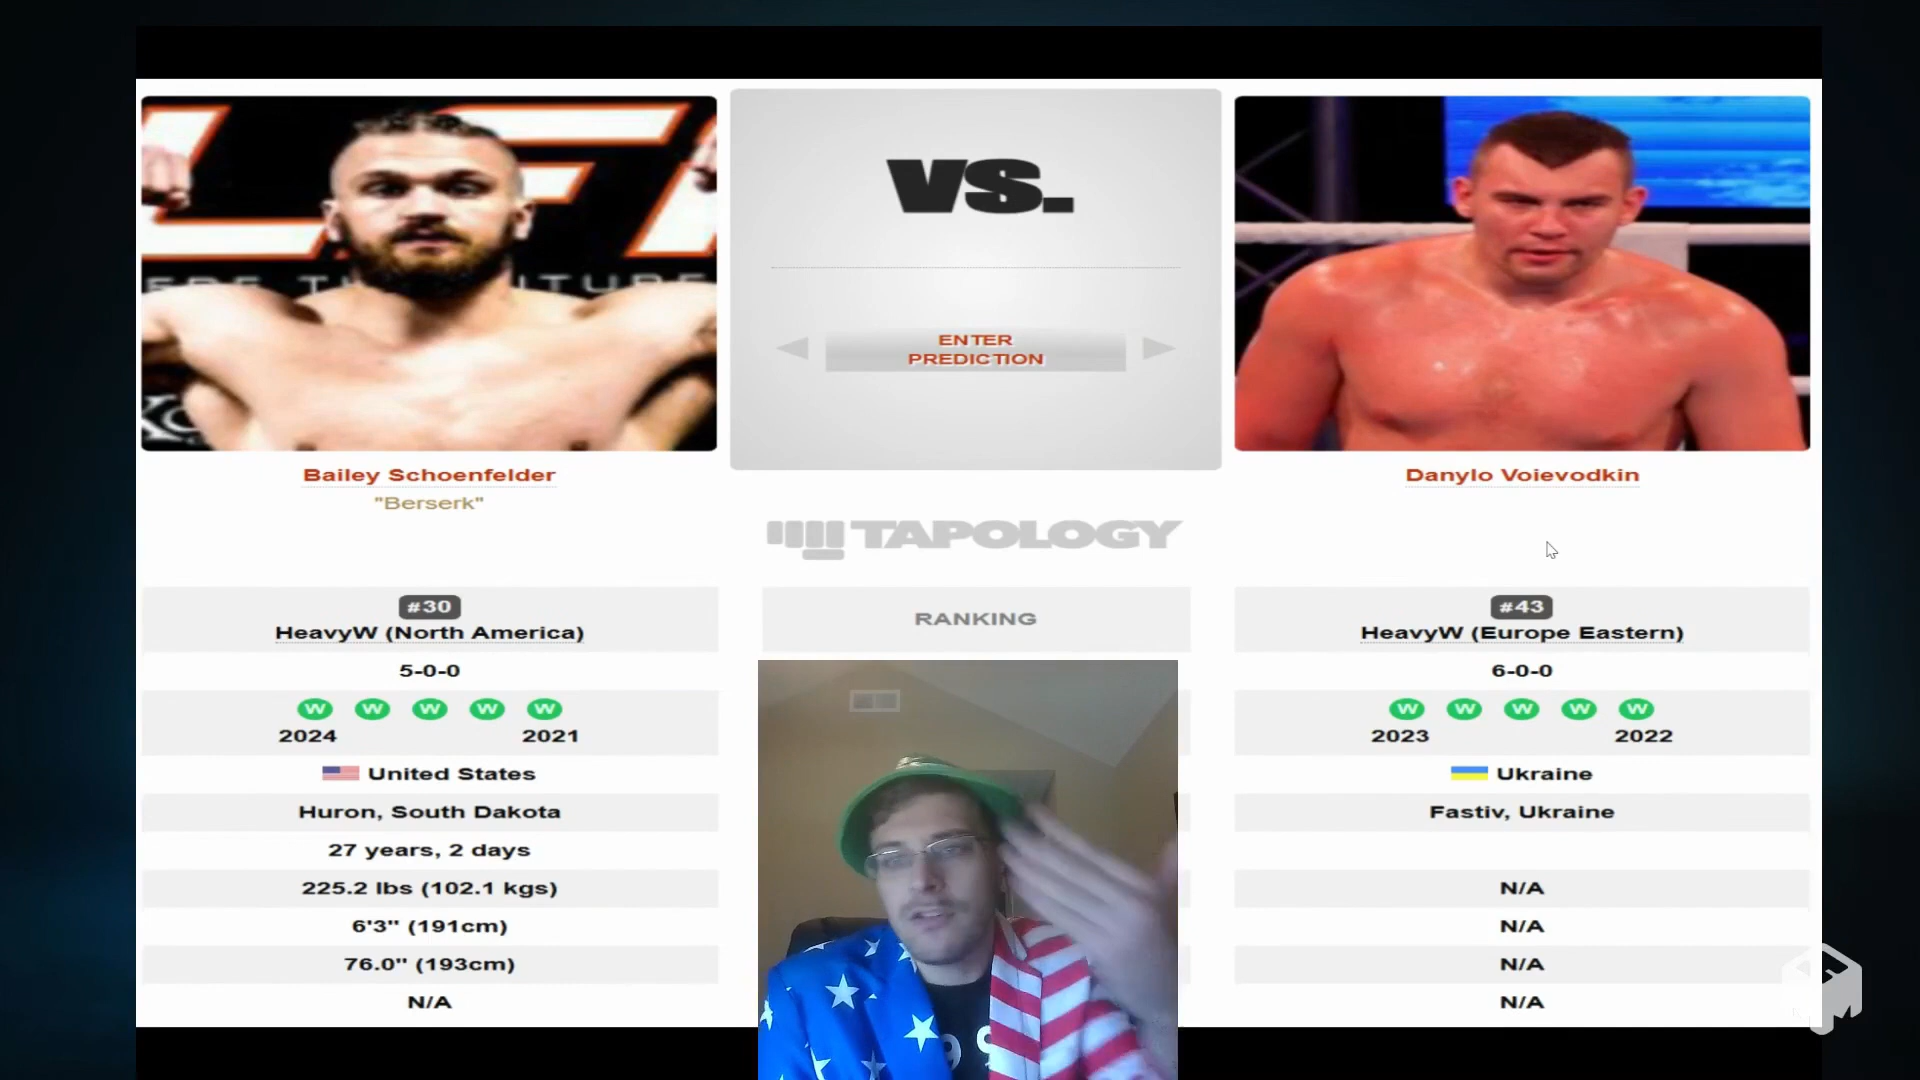 VS.
ENTER
PREDICTION
Bailey Schoenfelder
"Berserk"
Danylo Voievodkin
TAPOLOGY
#30
HeavyW (North America)
RANKING
#43
HeavyW (Europe Eastern)
5-0-0
6-0-0
W W W W W
2024 2021
W W W W W
2023 2022
United States
Ukraine
Huron, South Dakota
Fastiv, Ukraine
27 years, 2 days
225.2 lbs (102.1 kgs)
N/A
6'3" (191cm)
N/A
76.0" (193cm)
N/A
N/A
N/A